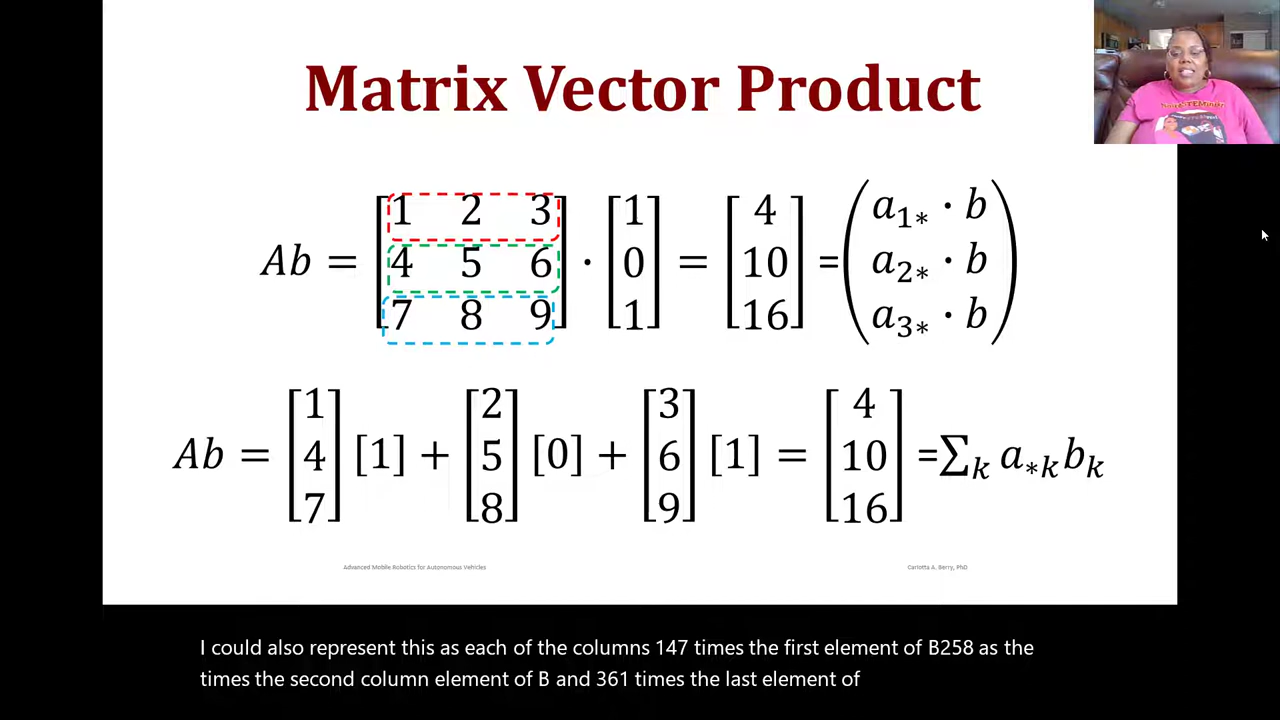 Matrix Vector Product
Ab = [1 2 3; 4 5 6; 7 8 9] · [1; 0; 1] = [4; 10; 16] = (a₁* · b; a₂* · b; a₃* · b)
Ab = [1; 4; 7] [1] + [2; 5; 8] [0] + [3; 6; 9] [1] = [4; 10; 16] =∑ₖ a*ₖbₖ
Advanced Mobile Robotics for Autonomous Vehicles
Carlotta A. Berry, PhD
I could also represent this as each of the columns 147 times the first element of B258 as the
times the second column element of B and 361 times the last element of